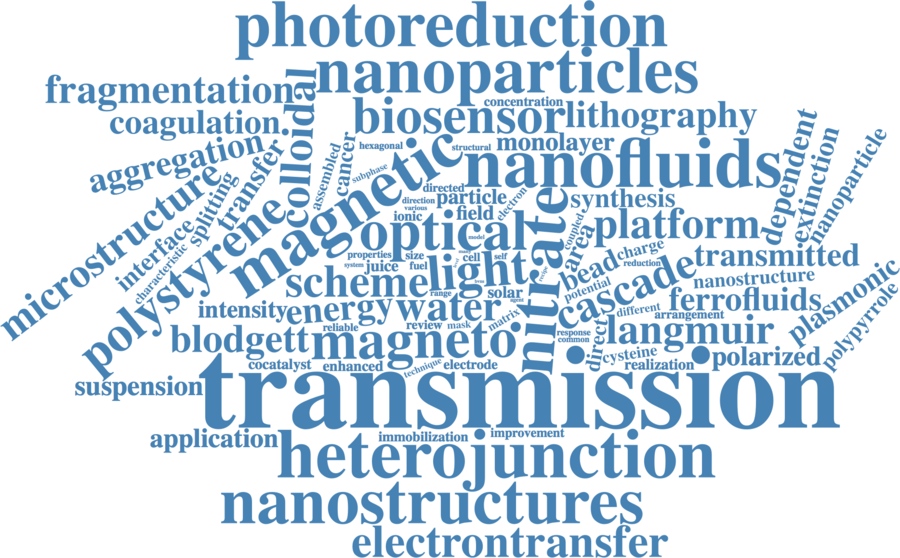 photoreduction
nanoparticles
fragmentation
colloidal
concentration
biosensor
lithography
coagulation
cancer
hexagonal
structural
monolayer
dependent
extinction
nanoparticle
aggregation
transfer
assembled
subphase
magnetic
nanofluids
microstructure
splitting
interface
characteristic
polystyrene
directed
direction
various
particle
electron
ionic
field
nitrate
synthesis
coupled
area
platform
optical
model
properties
size
cell
self
system
juice
fuel
scheme
light
range
solar
agent
bead
charge
reduction
potential
transmitted
cascade
nanostructure
ferrofluids
plasmonic
polypyrrole
intensity
energy
water
matrix
different
arrangement
reliable
review
mask
response
common
direct
langmuir
blodgett
magneto
cysteine
realization
polarized
cocatalyst
enhanced
technique
electrode
suspension
transmission
application
immobilization
improvement
heterojunction
nanostructures
electrontransfer